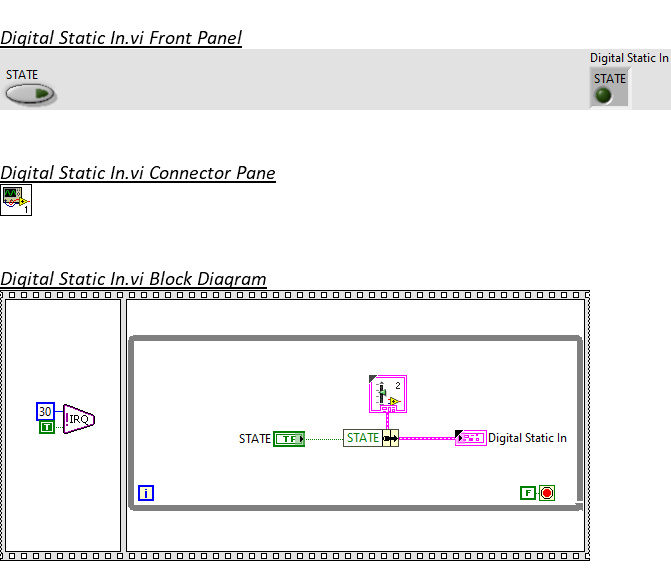 Digital Static In.vi Front Panel
Digital Static In
STATE
STATE
Digital Static In.vi Connector Pane
1
Digital Static In.vi Block Diagram
2
30
IRQ
T
STATE
TF
STATE
Digital Static In
i
F